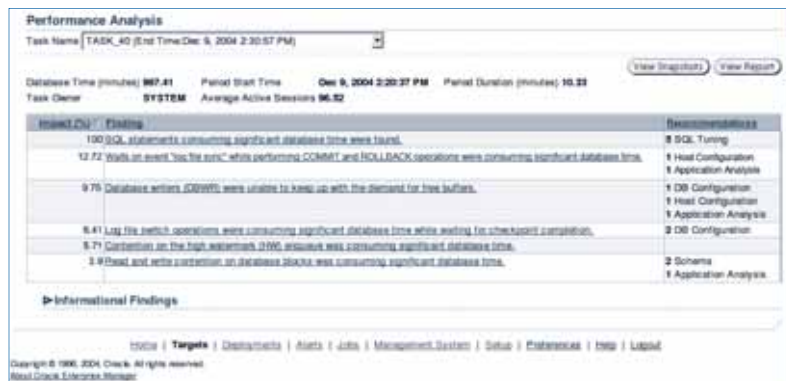 Performance Analysis
Task Name TASK_40 (End Time:Dec 9, 2004 2:30:57 PM)
View Snapshots View Report
Database Time (minutes) 997.41 Period Start Time Dec 9, 2004 2:20:37 PM Period Duration (minutes) 10.33
Task Owner SYSTEM Average Active Sessions 96.52
Impact (%) Finding Recommendations
100 SQL statements consuming significant database time were found. 5 SQL Tuning
12.72 Waits on event "log file sync" while performing COMMIT and ROLLBACK operations were consuming significant database time. 1 Host Configuration
1 Application Analysis
9.75 Database writers (DBWR) were unable to keep up with the demand for free buffers. 1 DB Configuration
1 Host Configuration
1 Application Analysis
Log file switch operations were consuming significant database time while waiting for checkpoint completion. 2 DB Configuration
5.71 Contention on the high watermark (HW) enqueue was consuming significant database time.
3.9 Read and write contention on database blocks was consuming significant database time. 2 Schema
1 Application Analysis
Informational Findings
Home | Targets | Deployments | Alerts | Jobs | Management System | Setup | Preferences | Help | Logout
Copyright © 1996, 2004, Oracle. All rights reserved.
About Oracle Enterprise Manager